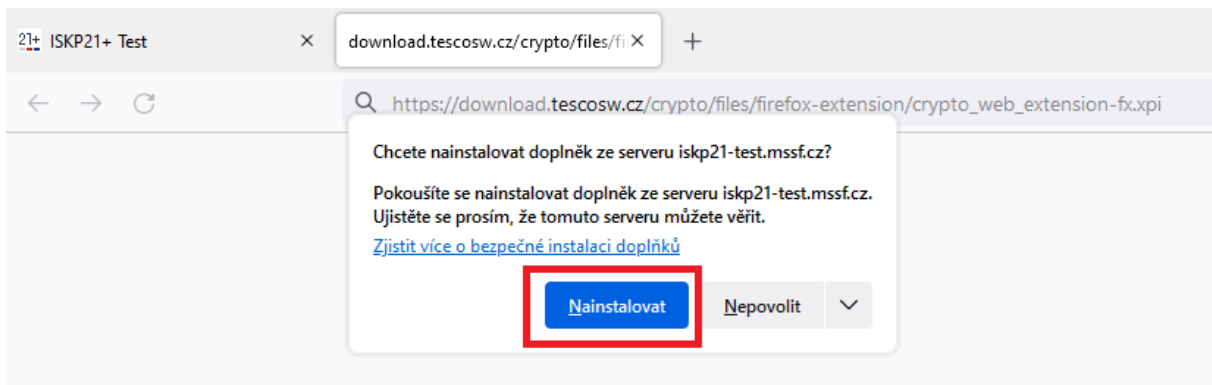 21+ ISKP21+ Test
download.tescosw.cz/crypto/files/fi
https://download.tescosw.cz/crypto/files/firefox-extension/crypto_web_extension-fx.xpi
Chcete nainstalovat doplněk ze serveru iskp21-test.mssf.cz?
Pokoušíte se nainstalovat doplněk ze serveru iskp21-test.mssf.cz.
Ujistěte se prosím, že tomuto serveru můžete věřit.
Zjistit více o bezpečné instalaci doplňků
Nainstalovat Nepovolit